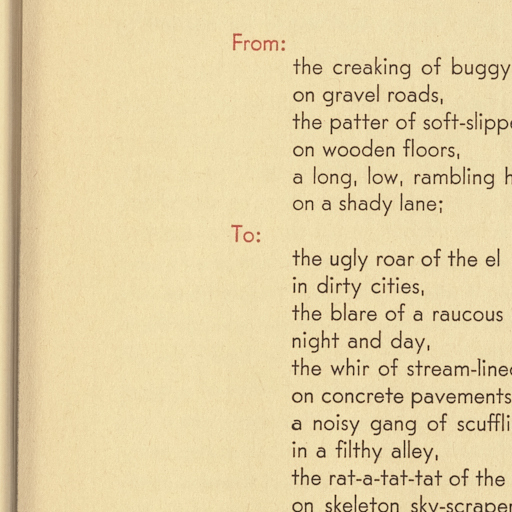 From:
the creaking of buggy
on gravel roads,
the patter of soft-slippe
on wooden floors,
a long, low, rambling h
on a shady lane;
To:
the ugly roar of the el
in dirty cities,
the blare of a raucous
night and day,
the whir of stream-line
on concrete pavements
a noisy gang of scuffli
in a filthy alley,
the rat-a-tat-tat of the
on skeleton sky-scraper